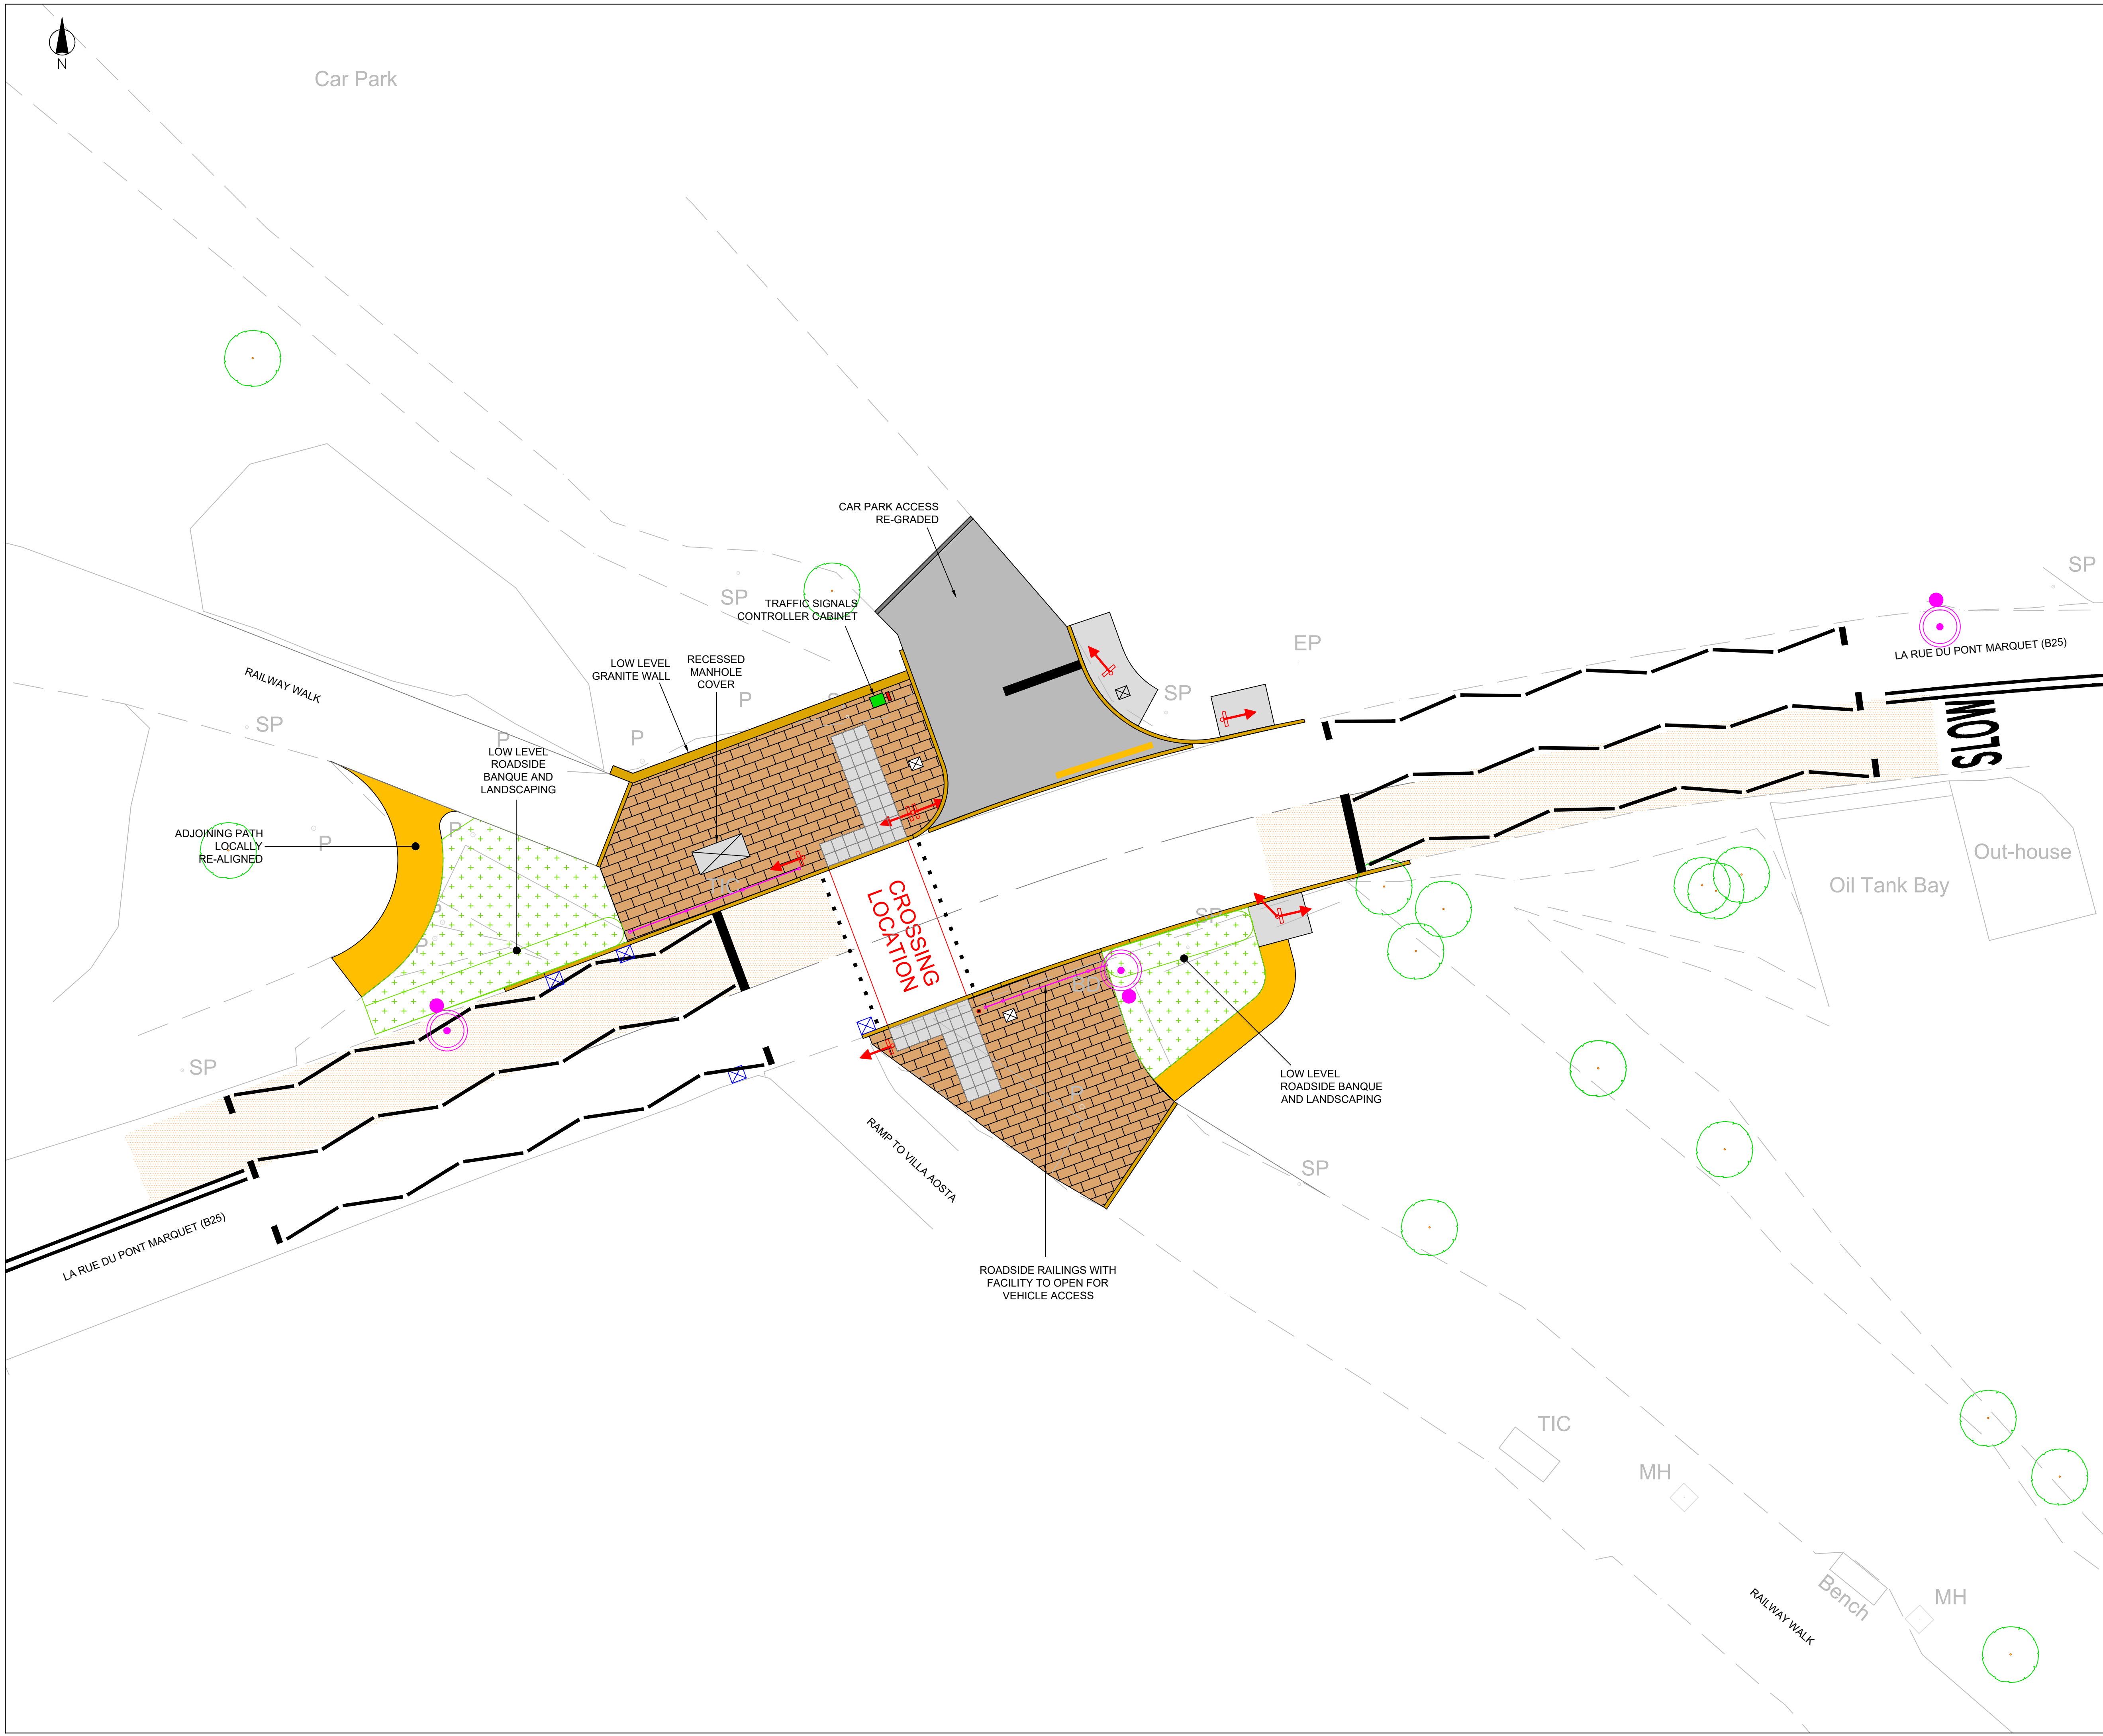 N
Car Park
CAR PARK ACCESS
RE-GRADED
SP
TRAFFIC SIGNALS
CONTROLLER CABINET
EP
SP
LA RUE DU PONT MARQUET (B25)
RAILWAY WALK
LOW LEVEL
GRANITE WALL
RECESSED
MANHOLE
COVER
P
SP
SLOW
SP
P
P
LOW LEVEL
ROADSIDE
BANQUE AND
LANDSCAPING
ADJOINING PATH
LOCALLY
RE-ALIGNED
P
P
P
P
TIC
CROSSING
LOCATION
SP
Out-house
Oil Tank Bay
SP
P
LOW LEVEL
ROADSIDE BANQUE
AND LANDSCAPING
RAMP TO VILLA AOSTA
SP
LA RUE DU PONT MARQUET (B25)
ROADSIDE RAILINGS WITH
FACILITY TO OPEN FOR
VEHICLE ACCESS
TIC
MH
Bench
MH
RAILWAY WALK